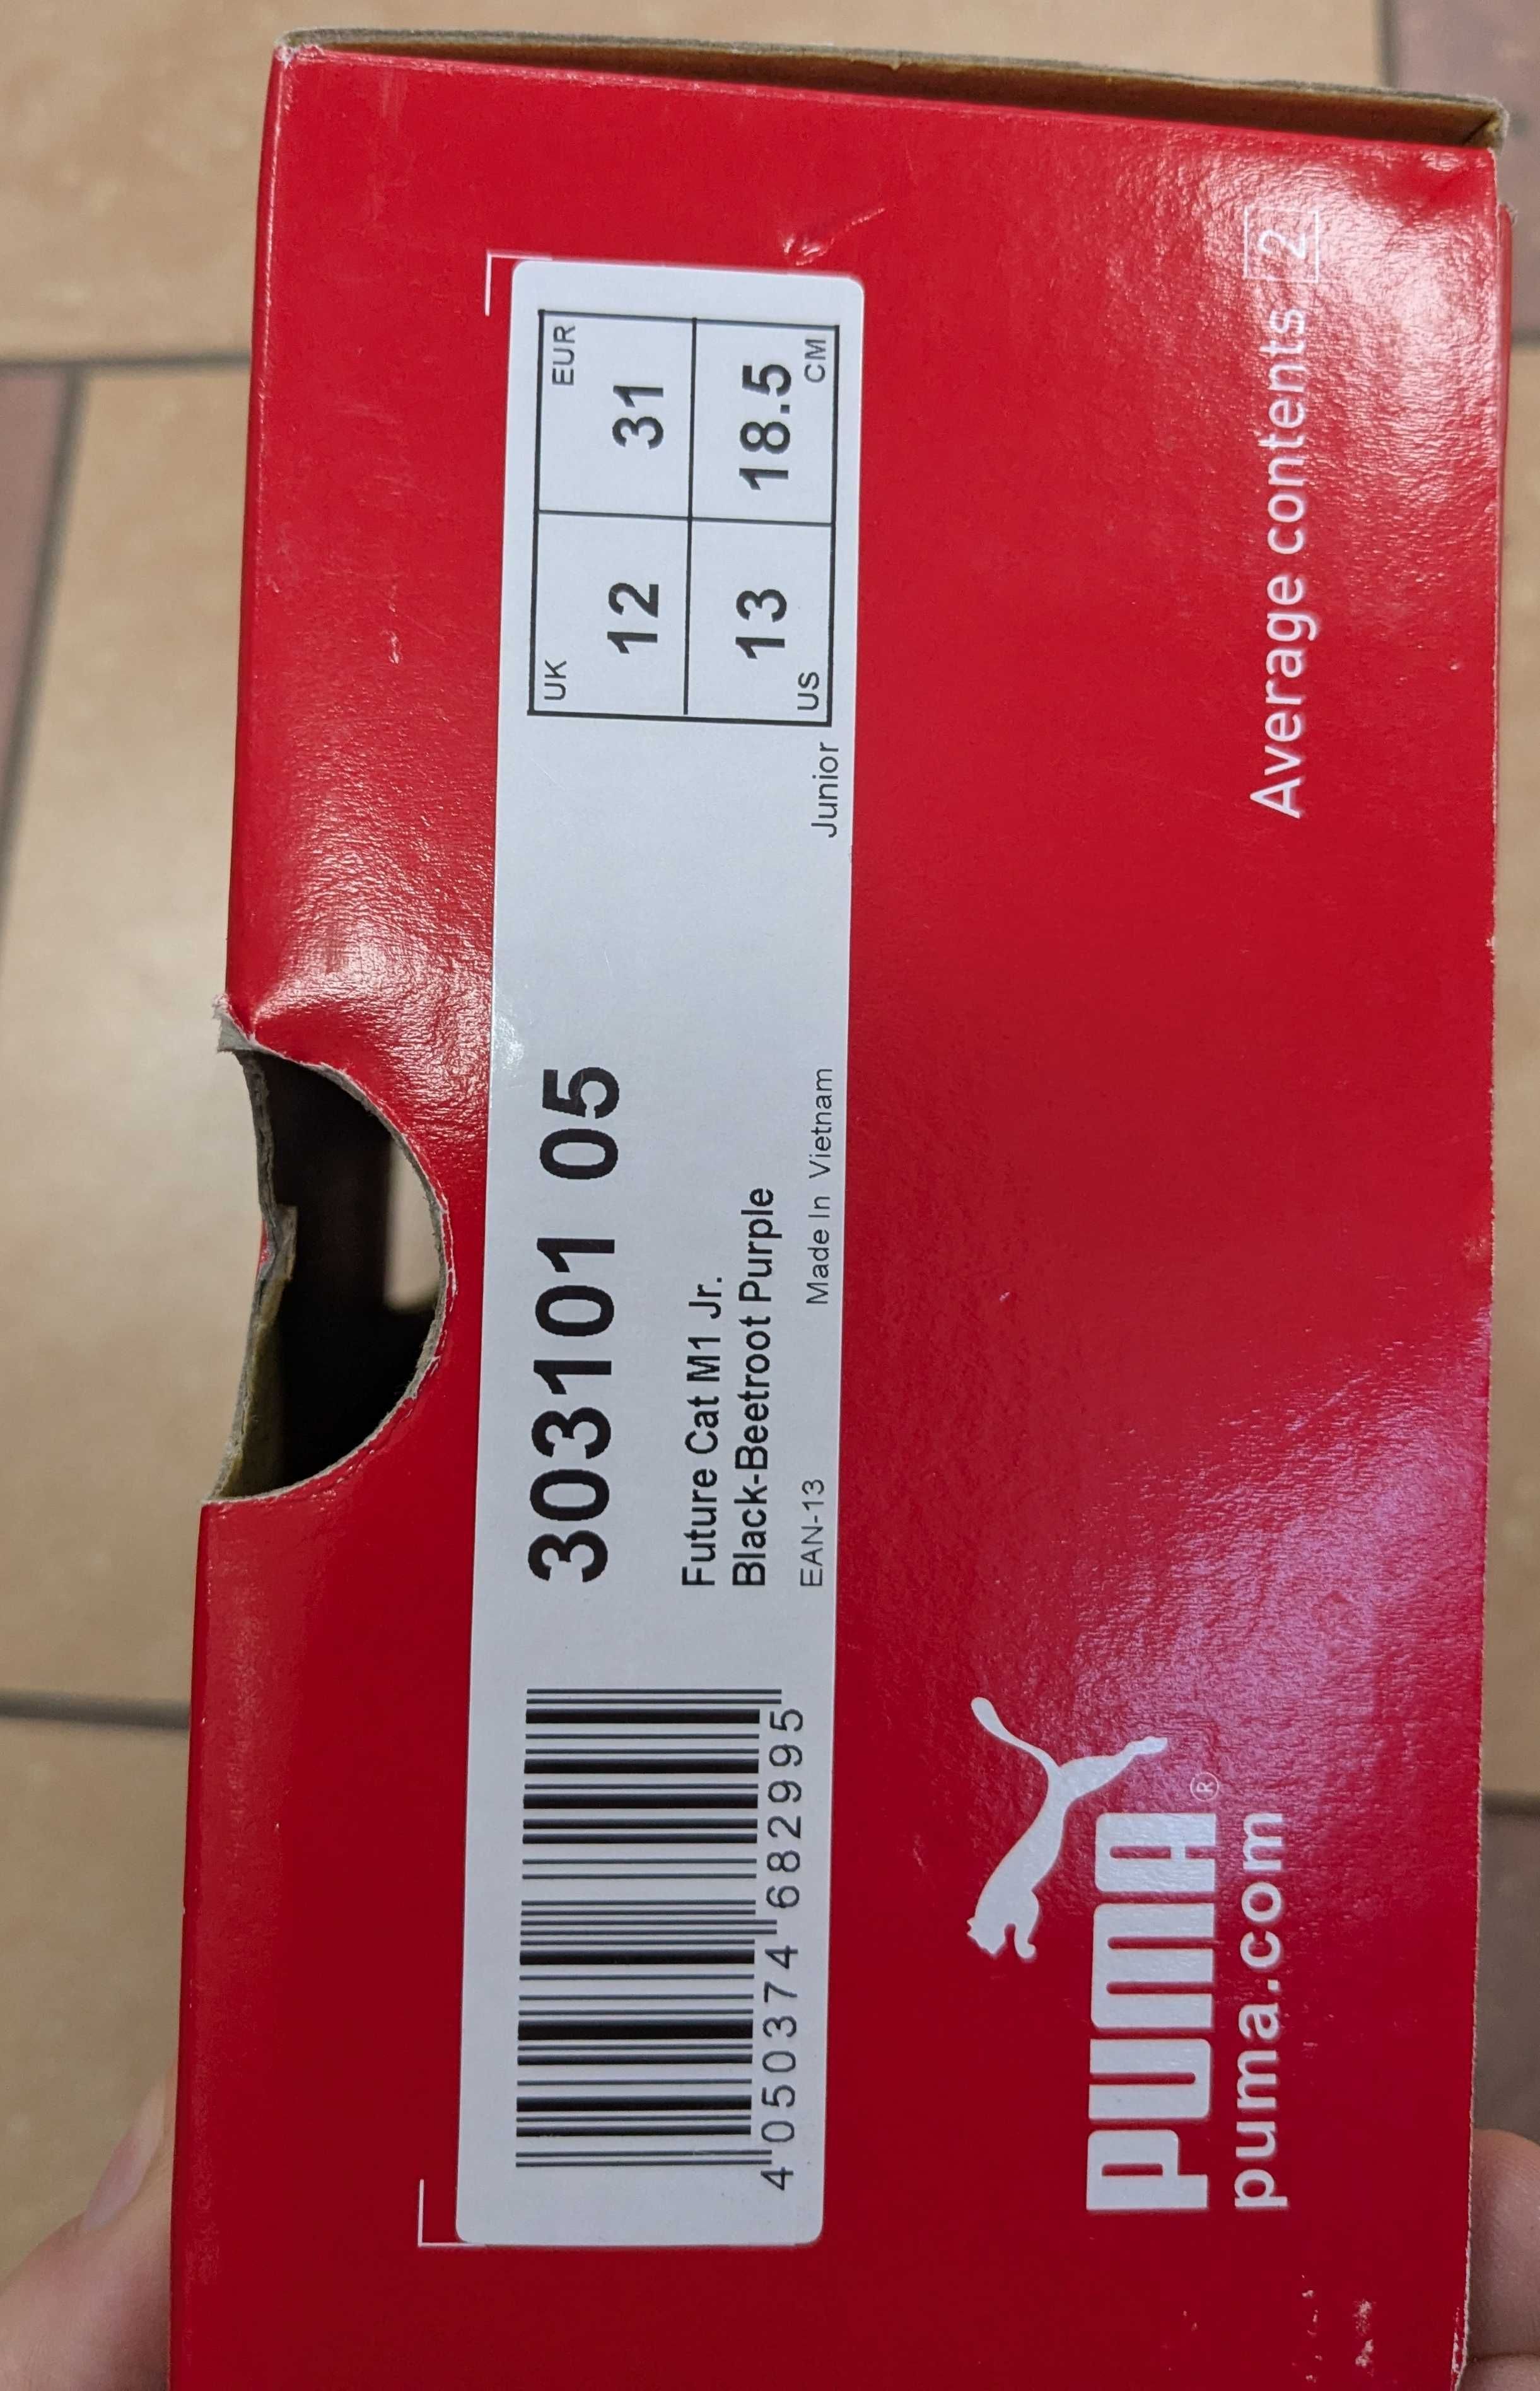 303101 05
Future Cat M1 Jr.
Black-Beetroot Purple
EAN-13
Made In Vietnam
Junior
4 050374 682995
UK 12
EUR 31
US 13
CM 18.5
PUMA®
puma.com
Average contents 2